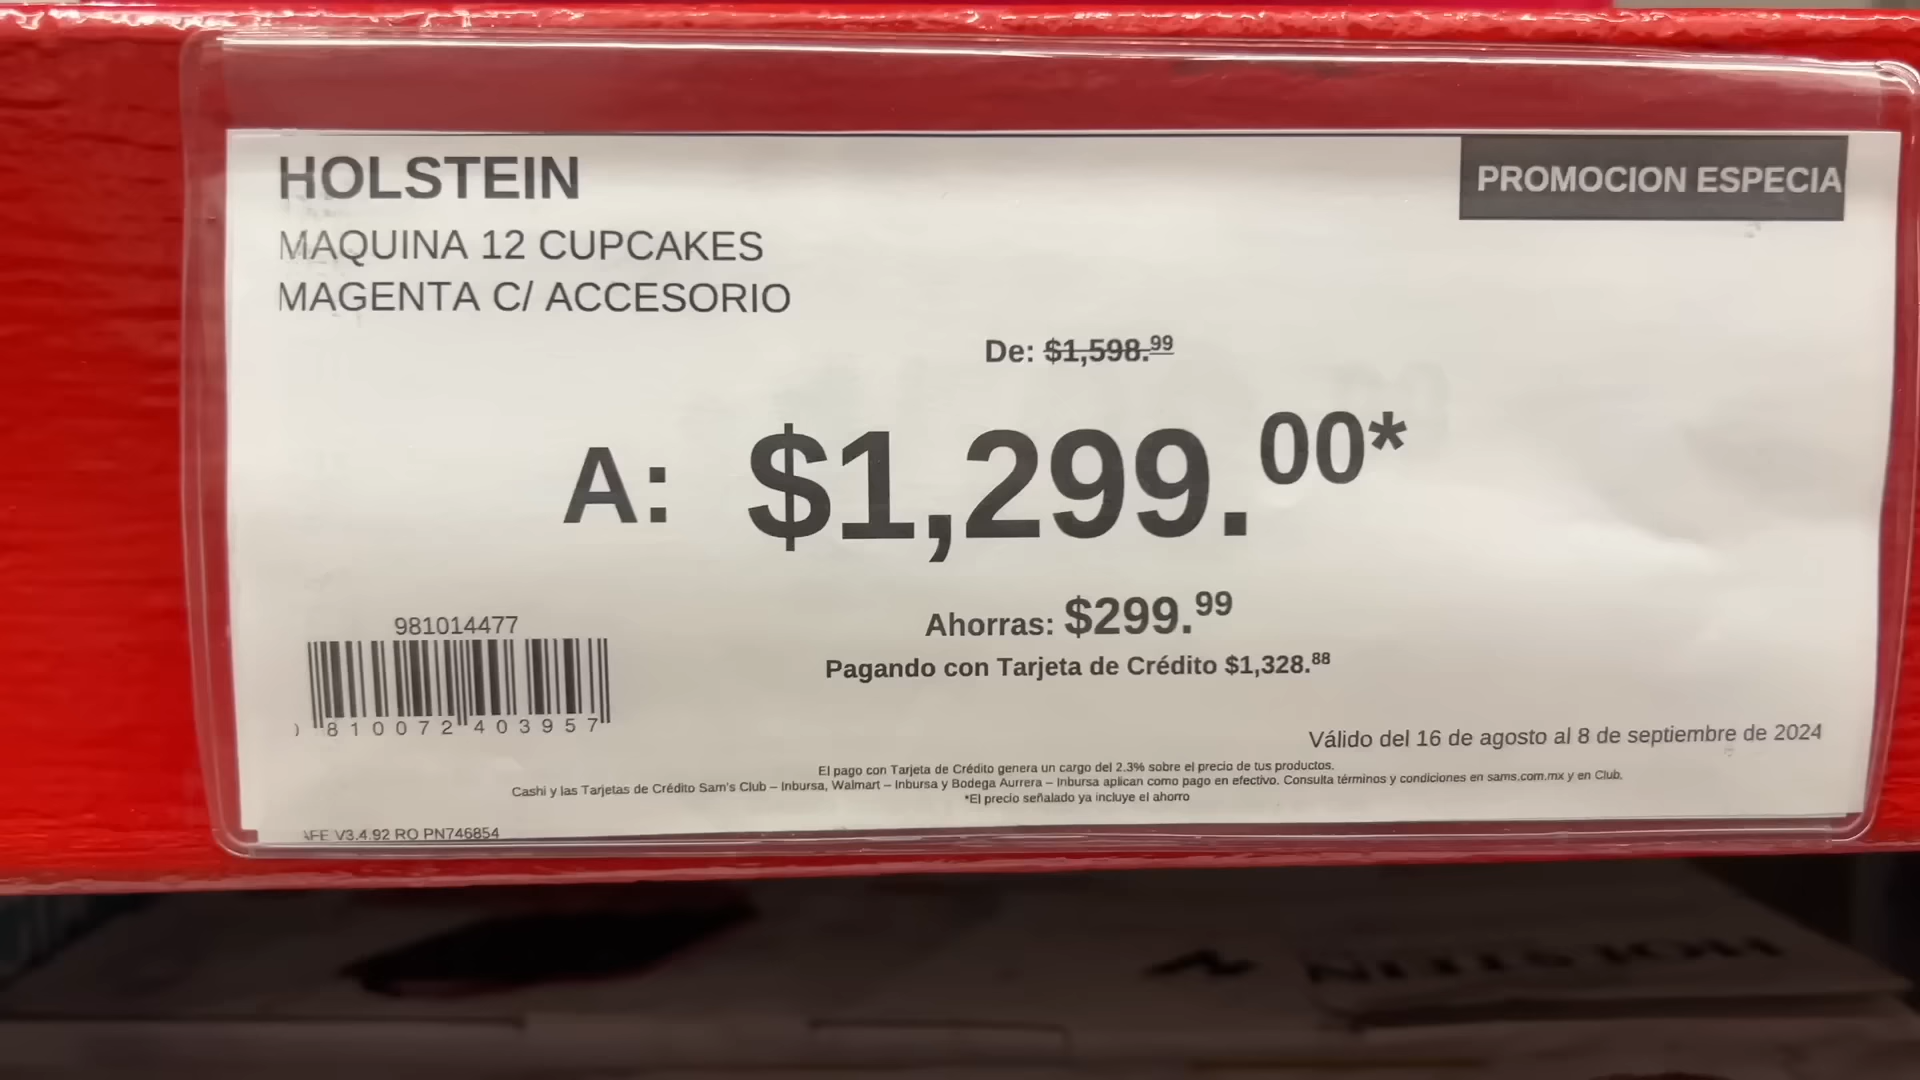 HOLSTEIN
PROMOCION ESPECIA
MAQUINA 12 CUPCAKES
MAGENTA C/ ACCESORIO
De: $1,598.99
A: $1,299.00*
Ahorras: $299.99
Pagando con Tarjeta de Crédito $1,328.88
981014477
810072 403957
Válido del 16 de agosto al 8 de septiembre de 2024
El pago con Tarjeta de Crédito genera un cargo del 2.3% sobre el precio de tus productos.
Cashi y las Tarjetas de Crédito Sam's Club – Inbursa, Walmart – Inbursa y Bodega Aurrera – Inbursa aplican como pago en efectivo. Consulta términos y condiciones en sams.com.mx y en Club.
*El precio señalado ya incluye el ahorro
AFE V3.4.92 RO PN746854
HOLSTEIN